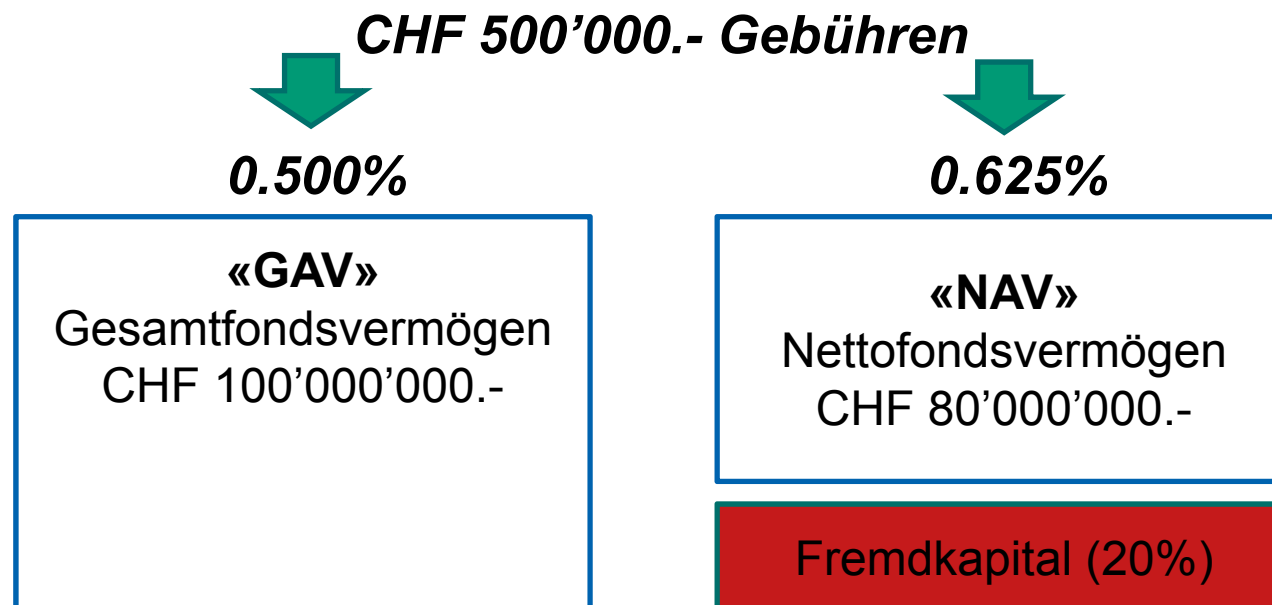 CHF 500’000.- Gebühren
0.500%
0.625%
«GAV»
Gesamtfondsvermögen
CHF 100’000’000.-
«NAV»
Nettofondsvermögen
CHF 80’000’000.-
Fremdkapital (20%)